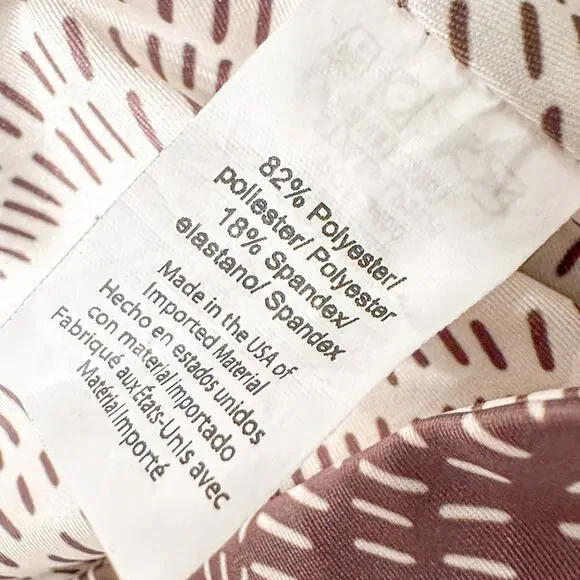 82% Polyester/
poliester/ Polyester
18% Spandex/
elastano/ Spandex
Made in the USA of
Imported Material
Hecho en estados unidos
con material importado
Fabriqué aux États-Unis avec
Matérial Importé